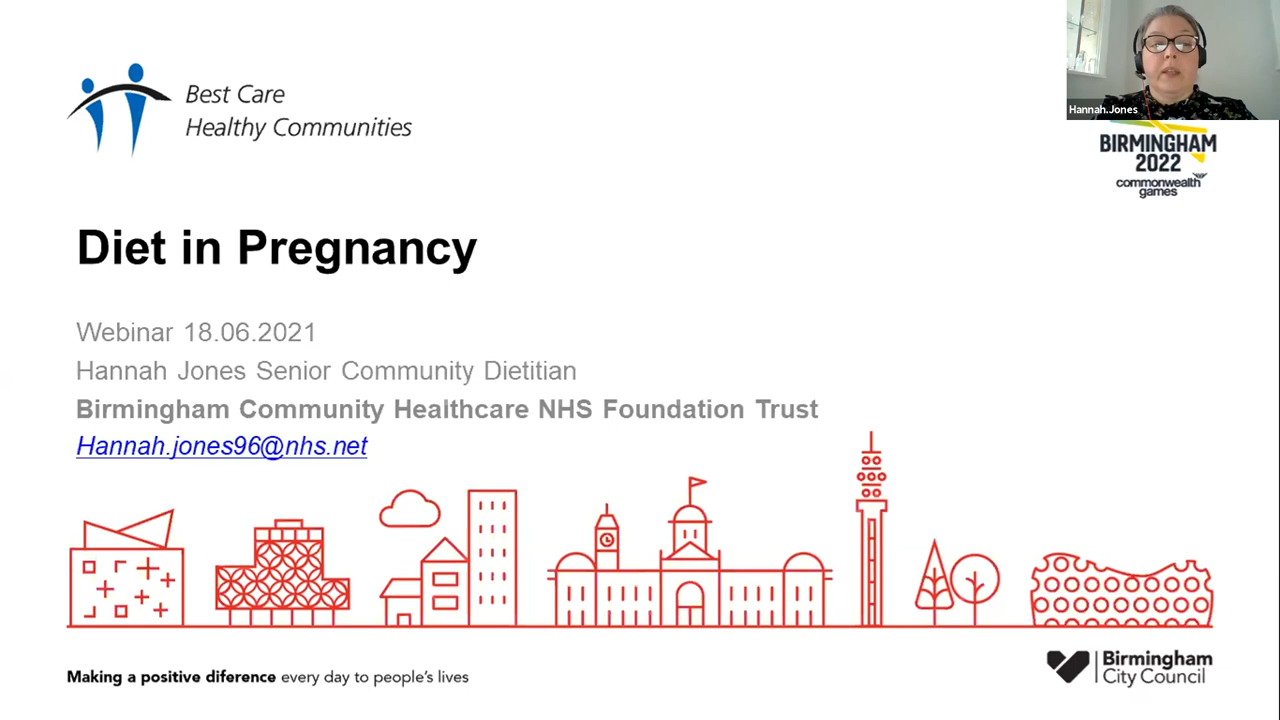 Best Care
Healthy Communities
Hannah.Jones
BIRMINGHAM
2022
commonwealth
games
Diet in Pregnancy
Webinar 18.06.2021
Hannah Jones Senior Community Dietitian
Birmingham Community Healthcare NHS Foundation Trust
Hannah.jones96@nhs.net
Making a positive diference every day to people's lives
Birmingham
City Council